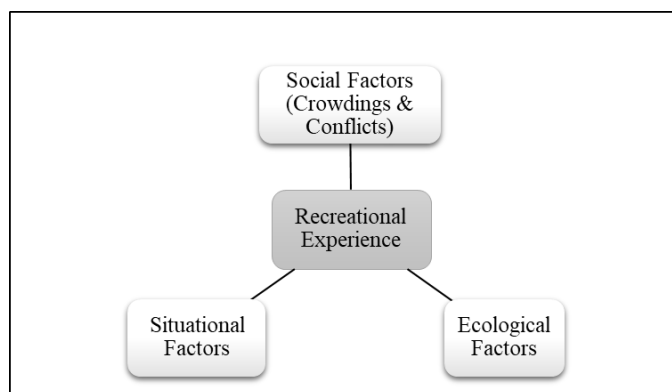 Social Factors
(Crowdings &
Conflicts)
Recreational
Experience
Situational
Factors
Ecological
Factors